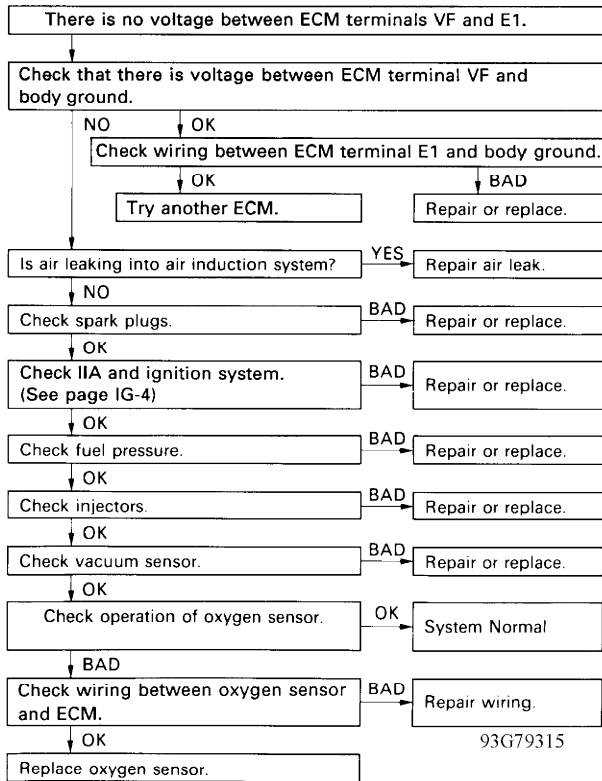 There is no voltage between ECM terminals VF and E1.
Check that there is voltage between ECM terminal VF and
body ground.
NO
OK
Check wiring between ECM terminal E1 and body ground.
OK
BAD
Try another ECM.
Repair or replace.
Is air leaking into air induction system?
YES
Repair air leak.
NO
Check spark plugs.
BAD
Repair or replace.
OK
Check IIA and ignition system.
(See page IG-4)
BAD
Repair or replace.
OK
Check fuel pressure.
BAD
Repair or replace.
OK
Check injectors.
BAD
Repair or replace.
OK
Check vacuum sensor.
BAD
Repair or replace.
OK
Check operation of oxygen sensor.
OK
System Normal
BAD
Check wiring between oxygen sensor
and ECM.
BAD
Repair wiring.
OK
Replace oxygen sensor.
93G79315